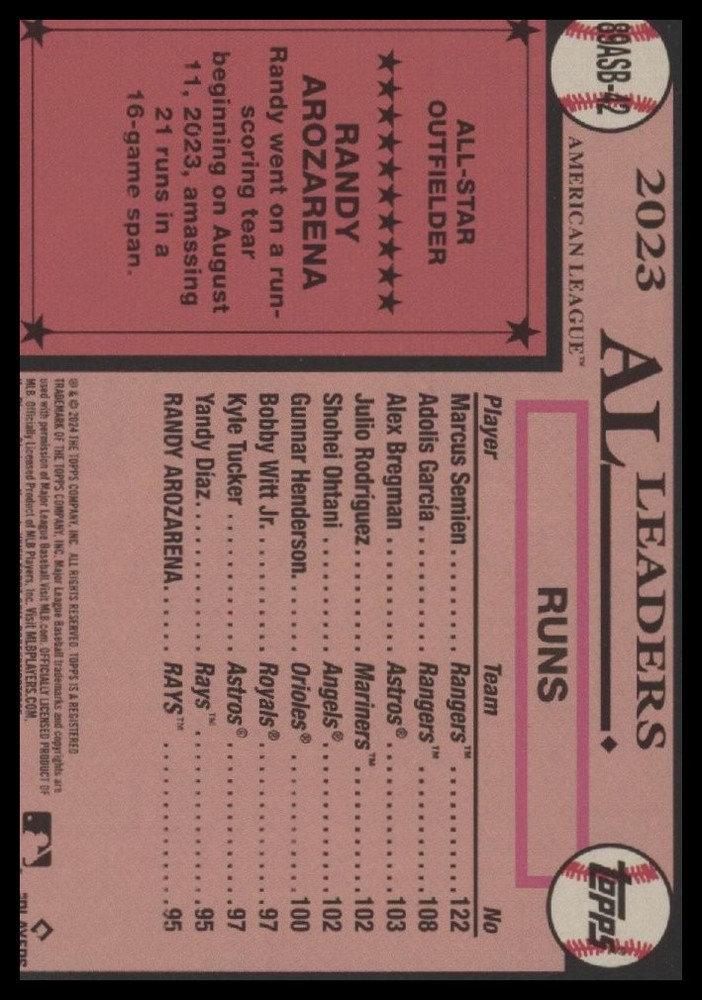 89ASB-42
2023 AL LEADERS
AMERICAN LEAGUE™
topps
ALL-STAR
OUTFIELDER
RANDY
AROZARENA
Randy went on a run-
scoring tear
beginning on August
11, 2023, amassing
21 runs in a
16-game span.
RUNS
Player Team No
Marcus Semien........Rangers™.........122
Adolis García.........Rangers™.........108
Alex Bregman.........Astros®..........103
Julio Rodríguez.......Mariners™.......102
Shohei Ohtani.........Angels®..........102
Gunnar Henderson......Orioles®.........100
Bobby Witt Jr.........Royals®..........97
Kyle Tucker..........Astros®..........97
Yandy Díaz...........Rays™...........95
RANDY AROZARENA.....RAYS™..........95
® & © 2024 THE TOPPS COMPANY, INC. ALL RIGHTS RESERVED. TOPPS IS A REGISTERED
TRADEMARK OF THE TOPPS COMPANY, INC. Major League Baseball trademarks and copyrights are
used with permission of Major League Baseball. Visit MLB.com. OFFICIALLY LICENSED PRODUCT OF
MLB. Officially Licensed Product of MLB Players, Inc. Visit MLBPLAYERS.COM.